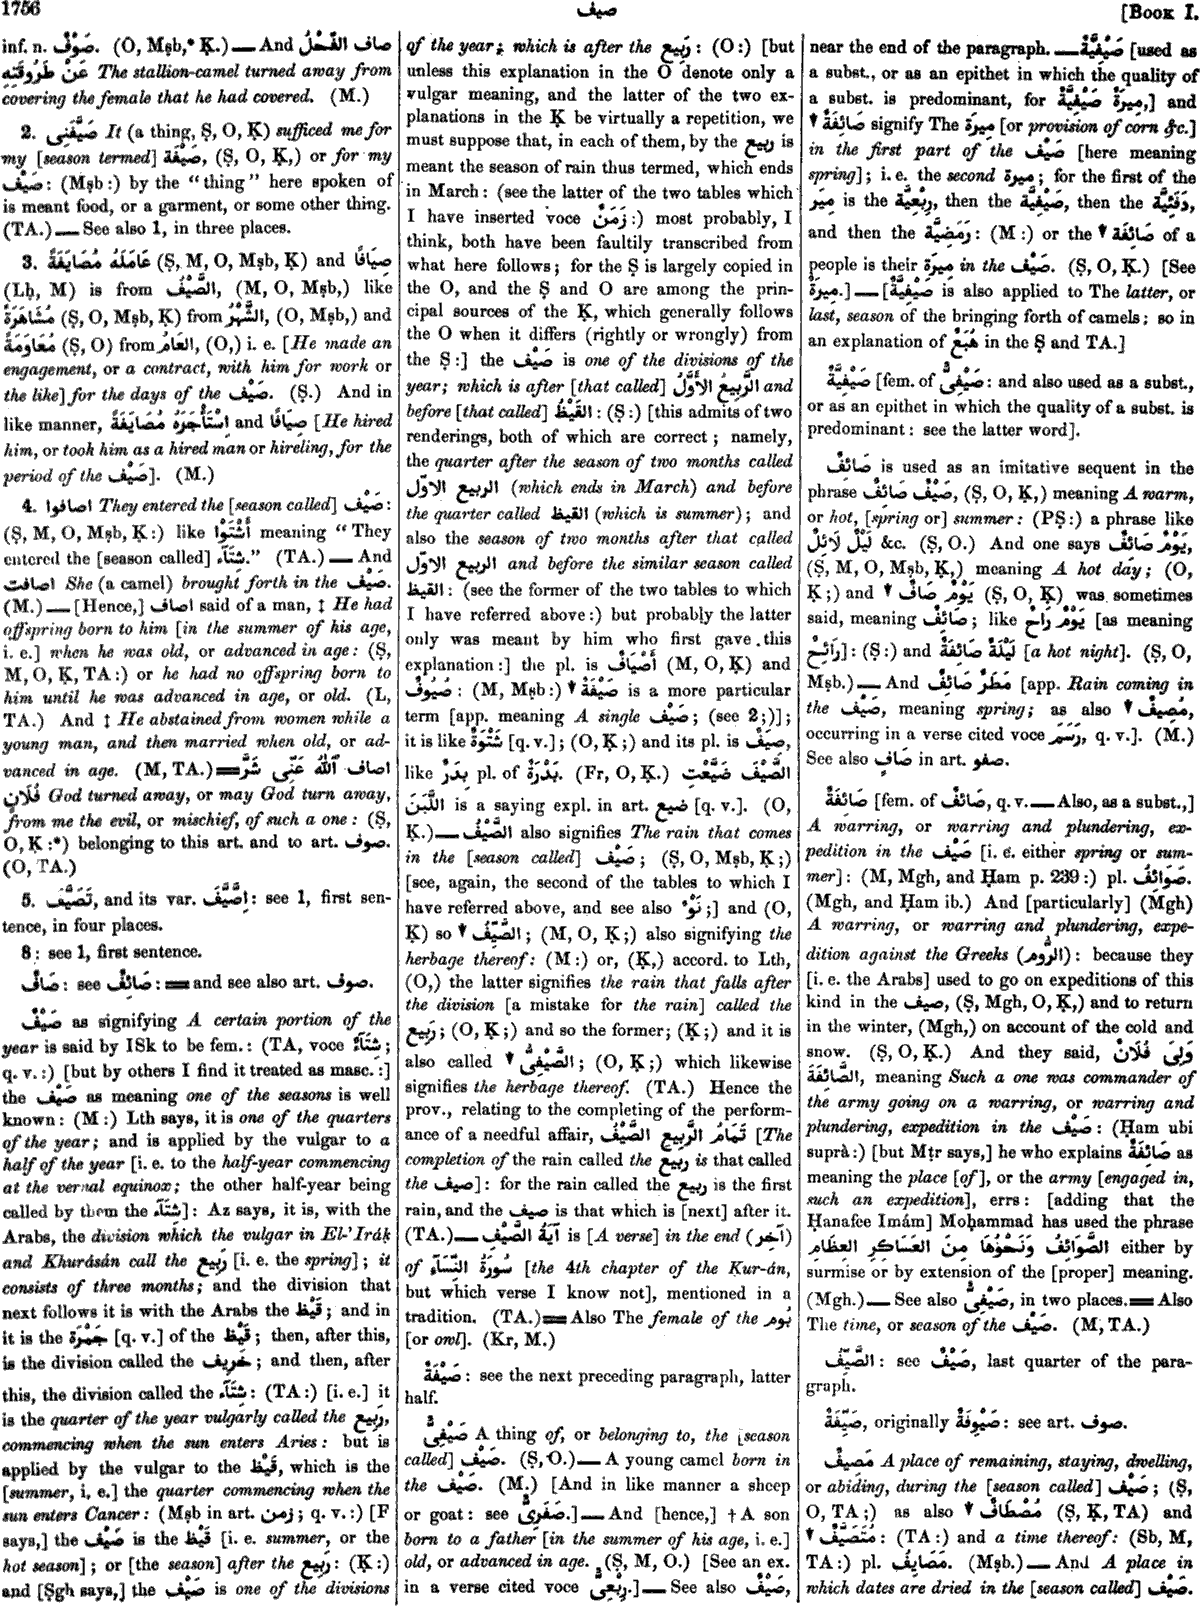 1756
صيف
[Book I.
inf. n. صَوْفٌ. (O, Mṣb,* Ḳ.) — And صاف الفَحْلُ
عَنْ طَرُوقَتِهِ The stallion-camel turned away from
covering the female that he had covered. (M.)
2. صَيَّفَنِى It (a thing, Ṣ, O, Ḳ) sufficed me for
my [season termed] صَيْفَة, (Ṣ, O, Ḳ,) or for my
صَيْف: (Mṣb:) by the “thing” here spoken of
is meant food, or a garment, or some other thing.
(TA.) — See also 1, in three places.
3. عَامَلَهُ مُصَايَفَةً (Ṣ, M, O, Mṣb, Ḳ) and صِيَافًا
(Lḥ, M) is from الصَّيْفُ, (M, O, Mṣb,) like
مُشَاهَرَةً (Ṣ, O, Mṣb, Ḳ) from الشَّهْرُ, (O, Mṣb,) and
مُعَاوَمَةً (Ṣ, O) from العَامُ, (O,) i. e. [He made an
engagement, or a contract, with him for work or
the like] for the days of the صَيْف. (Ṣ.) And in
like manner, اِسْتَأْجَرَهُ مُصَايَفَةً and صِيَافًا [He hired
him, or took him as a hired man or hireling, for the
period of the صَيْف]. (M.)
4. اصافوا They entered the [season called] صَيْف:
(Ṣ, M, O, Mṣb, Ḳ:) like أَشْتَوْا meaning “They
entered the [season called] شِتَآء.” (TA.) — And
اصافت She (a camel) brought forth in the صَيْف.
(M.) — [Hence,] اصاف said of a man, ‡ He had
offspring born to him [in the summer of his age,
i. e.] when he was old, or advanced in age: (Ṣ,
M, O, Ḳ, TA:) or he had no offspring born to
him until he was advanced in age, or old. (L,
TA.) And ‡ He abstained from women while a
young man, and then married when old, or ad-
vanced in age. (M, TA.) = اصاف ٱللّٰهُ عَنِّى شَرَّ
فُلَانٍ God turned away, or may God turn away,
from me the evil, or mischief, of such a one: (Ṣ,
O, Ḳ:*) belonging to this art. and to art. صوف.
(O, TA.)
5. تَصَيَّفَ, and its var. اِصَّيَّفَ: see 1, first sen-
tence, in four places.
8: see 1, first sentence.
صَافٌ: see صَائِفٌ: = and see also art. صوف.
صَيْفٌ as signifying A certain portion of the
year is said by ISk to be fem.: (TA, voce شِتَآءٌ;
q. v.:) [but by others I find it treated as masc.:]
the صَيْف as meaning one of the seasons is well
known: (M:) Lth says, it is one of the quarters
of the year; and is applied by the vulgar to a
half of the year [i. e. to the half-year commencing
at the vernal equinox; the other half-year being
called by them the شِتَآء]: Az says, it is, with the
Arabs, the division which the vulgar in El-'Iráḳ
and Khurásán call the رَبِيع [i. e. the spring]; it
consists of three months; and the division that
next follows it is with the Arabs the قَيْظ; and in
it is the جَمْرَة [q. v.] of the قَيْظ; then, after this,
is the division called the خَرِيف; and then, after
this, the division called the شِتَآء: (TA:) [i. e.] it
is the quarter of the year vulgarly called the رَبِيع,
commencing when the sun enters Aries: but is
applied by the vulgar to the قَيْظ, which is the
[summer, i. e.] the quarter commencing when the
sun enters Cancer: (Mṣb in art. زمن; q. v.:) [F
says,] the صَيْف is the قَيْظ [i. e. summer, or the
hot season]; or [the season] after the رَبِيع: (Ḳ:)
and [Ṣgh says,] the صَيْف is one of the divisions
of the year; which is after the رَبِيع: (O:) [but
unless this explanation in the O denote only a
vulgar meaning, and the latter of the two ex-
planations in the Ḳ be virtually a repetition, we
must suppose that, in each of them, by the ربيع is
meant the season of rain thus termed, which ends
in March: (see the latter of the two tables which
I have inserted voce زَمَنٌ:) most probably, I
think, both have been faultily transcribed from
what here follows; for the Ṣ is largely copied in
the O, and the Ṣ and O are among the prin-
cipal sources of the Ḳ, which generally follows
the O when it differs (rightly or wrongly) from
the Ṣ:] the صَيْف is one of the divisions of the
year; which is after [that called] الرَّبِيعُ الأَوَّلُ and
before [that called] القَيْظُ: (Ṣ:) [this admits of two
renderings, both of which are correct; namely,
the quarter after the season of two months called
الربيع الاوّل (which ends in March) and before
the quarter called القيظ (which is summer); and
also the season of two months after that called
الربيع الاوّل and before the similar season called
القيظ: (see the former of the two tables to which
I have referred above:) but probably the latter
only was meant by him who first gave this
explanation:] the pl. is أَصْيَافٌ (M, O, Ḳ) and
صُيُوفٌ: (M, Mṣb:) ▼ صَيْفَةٌ is a more particular
term [app. meaning A single صَيْف; (see 2;)];
it is like شَتْوَةٌ [q. v.]; (O, Ḳ;) and its pl. is صِيَفٌ,
like بِدَرٌ pl. of بَدْرَةٌ. (Fr, O, Ḳ.) الصَّيْفَ ضَيَّعْتِ
اللَّبَنَ is a saying expl. in art. ضيع [q. v.]. (O,
Ḳ.) — الصَّيْفُ also signifies The rain that comes
in the [season called] صَيْف; (Ṣ, O, Mṣb, Ḳ;)
[see, again, the second of the tables to which I
have referred above, and see also نَوْءٌ;] and (O,
Ḳ) so ▼ الصَّيِّفُ; (M, O, Ḳ;) also signifying the
herbage thereof: (M:) or, (Ḳ,) accord. to Lth,
(O,) the latter signifies the rain that falls after
the division [a mistake for the rain] called the
رَبِيع; (O, Ḳ;) and so the former; (Ḳ;) and it is
also called ▼ الصَّيْفِىُّ; (O, Ḳ;) which likewise
signifies the herbage thereof. (TA.) Hence the
prov., relating to the completing of the perform-
ance of a needful affair, تَمَامُ الرَّبِيعِ الصَّيْفُ [The
completion of the rain called the ربيع is that called
the صيف]: for the rain called the ربيع is the first
rain, and the صيف is that which is [next] after it.
(TA.) — آيَةُ الصَّيْفِ is [A verse] in the end (آخِر)
of سُورَةُ النِّسَآءِ [the 4th chapter of the Kur-án,
but which verse I know not], mentioned in a
tradition. (TA.) = Also The female of the بُوم
[or owl]. (Kr, M.)
صَيْفَةٌ: see the next preceding paragraph, latter
half.
صَيْفِىٌّ A thing of, or belonging to, the [season
called] صَيْف. (Ṣ, O.) — A young camel born in
the صَيْف. (M.) [And in like manner a sheep
or goat: see صَفَرِىٌّ.] — And [hence,] † A son
born to a father [in the summer of his age, i. e.]
old, or advanced in age. (Ṣ, M, O.) [See an ex.
in a verse cited voce رِبْعِىٌّ.] — See also صَيْفٌ,
near the end of the paragraph. — صَيْفِيَّةٌ [used as
a subst., or as an epithet in which the quality of
a subst. is predominant, for مِيرَةٌ صَيْفِيَّةٌ,] and
▼ صَائِفَةٌ signify The مِيرَة [or provision of corn &c.]
in the first part of the صَيْف [here meaning
spring]; i. e. the second ميرة; for the first of the
مِيَر is the رِبْعِيَّة, then the صَيْفِيَّة, then the دَفَئِيَّة,
and then the رَمَضِيَّة: (M:) or the ▼ صَائِفَة of a
people is their مِيرَة in the صَيْف. (Ṣ, O, Ḳ.) [See
مِيرَةٌ.] — [صَيْفِيَّةٌ is also applied to The latter, or
last, season of the bringing forth of camels; so in
an explanation of هُبَعٌ in the Ṣ and TA.]
صَيْفِيَّةٌ [fem. of صَيْفِىٌّ: and also used as a subst.,
or as an epithet in which the quality of a subst. is
predominant: see the latter word].
صَائِفٌ is used as an imitative sequent in the
phrase صَيْفٌ صَائِفٌ, (Ṣ, O, Ḳ,) meaning A warm,
or hot, [spring or] summer: (PṢ:) a phrase like
لَيْلٌ لَائِلٌ &c. (Ṣ, O.) And one says يَوْمٌ صَائِفٌ,
(Ṣ, M, O, Mṣb, Ḳ,) meaning A hot day; (O,
Ḳ;) and ▼ يَوْمٌ صَافٌ (Ṣ, O, Ḳ) was sometimes
said, meaning صَائِفٌ; like يَوْمٌ رَاحٌ [as meaning
رَائِحٌ]: (Ṣ:) and لَيْلَةٌ صَائِفَةٌ [a hot night]. (Ṣ, O,
Mṣb.) — And مَطَرٌ صَائِفٌ [app. Rain coming in
the صَيْف, meaning spring; as also ▼ مَصِيفٌ,
occurring in a verse cited voce رَسَمَ, q. v.]. (M.)
See also صَافٍ in art. صفو.
صَائِفَةٌ [fem. of صَائِفٌ, q. v. — Also, as a subst.,]
A warring, or warring and plundering, ex-
pedition in the صَيْف [i. e. either spring or sum-
mer]: (M, Mgh, and Ḥam p. 239:) pl. صَوَائِفُ.
(Mgh, and Ḥam ib.) And [particularly] (Mgh)
A warring, or warring and plundering, expe-
dition against the Greeks (الرُّوم): because they
[i. e. the Arabs] used to go on expeditions of this
kind in the صيف, (Ṣ, Mgh, O, Ḳ,) and to return
in the winter, (Mgh,) on account of the cold and
snow. (Ṣ, O, Ḳ.) And they said, وَلِىَ فُلَانٌ
الصَّائِفَةَ, meaning Such a one was commander of
the army going on a warring, or warring and
plundering, expedition in the صَيْف: (Ḥam ubi
suprà:) [but Mṭr says,] he who explains صَائِفَةٌ as
meaning the place [of], or the army [engaged in,
such an expedition], errs: [adding that the
Ḥanafee Imám] Moḥammad has used the phrase
الصَّوَائِفُ وَنَحْوُهَا مِنَ العَسَاكِرِ العِظَامِ either by
surmise or by extension of the [proper] meaning.
(Mgh.) — See also صَيْفِىٌّ, in two places. = Also
The time, or season of the صَيْف. (M, TA.)
الصَّيِّفُ: see صَيْفٌ, last quarter of the para-
graph.
صَيِّفَةٌ, originally صَيْوِفَةٌ: see art. صوف.
مَصِيفٌ A place of remaining, staying, dwelling,
or abiding, during the [season called] صَيْف; (Ṣ,
O, TA;) as also ▼ مُصْطَافٌ (Ṣ, Ḳ, TA) and
▼ مُتَصَيَّفٌ: (TA:) and a time thereof: (Sb, M,
TA:) pl. مَصَايِفُ. (Mṣb.) — And A place in
which dates are dried in the [season called] صَيْف.